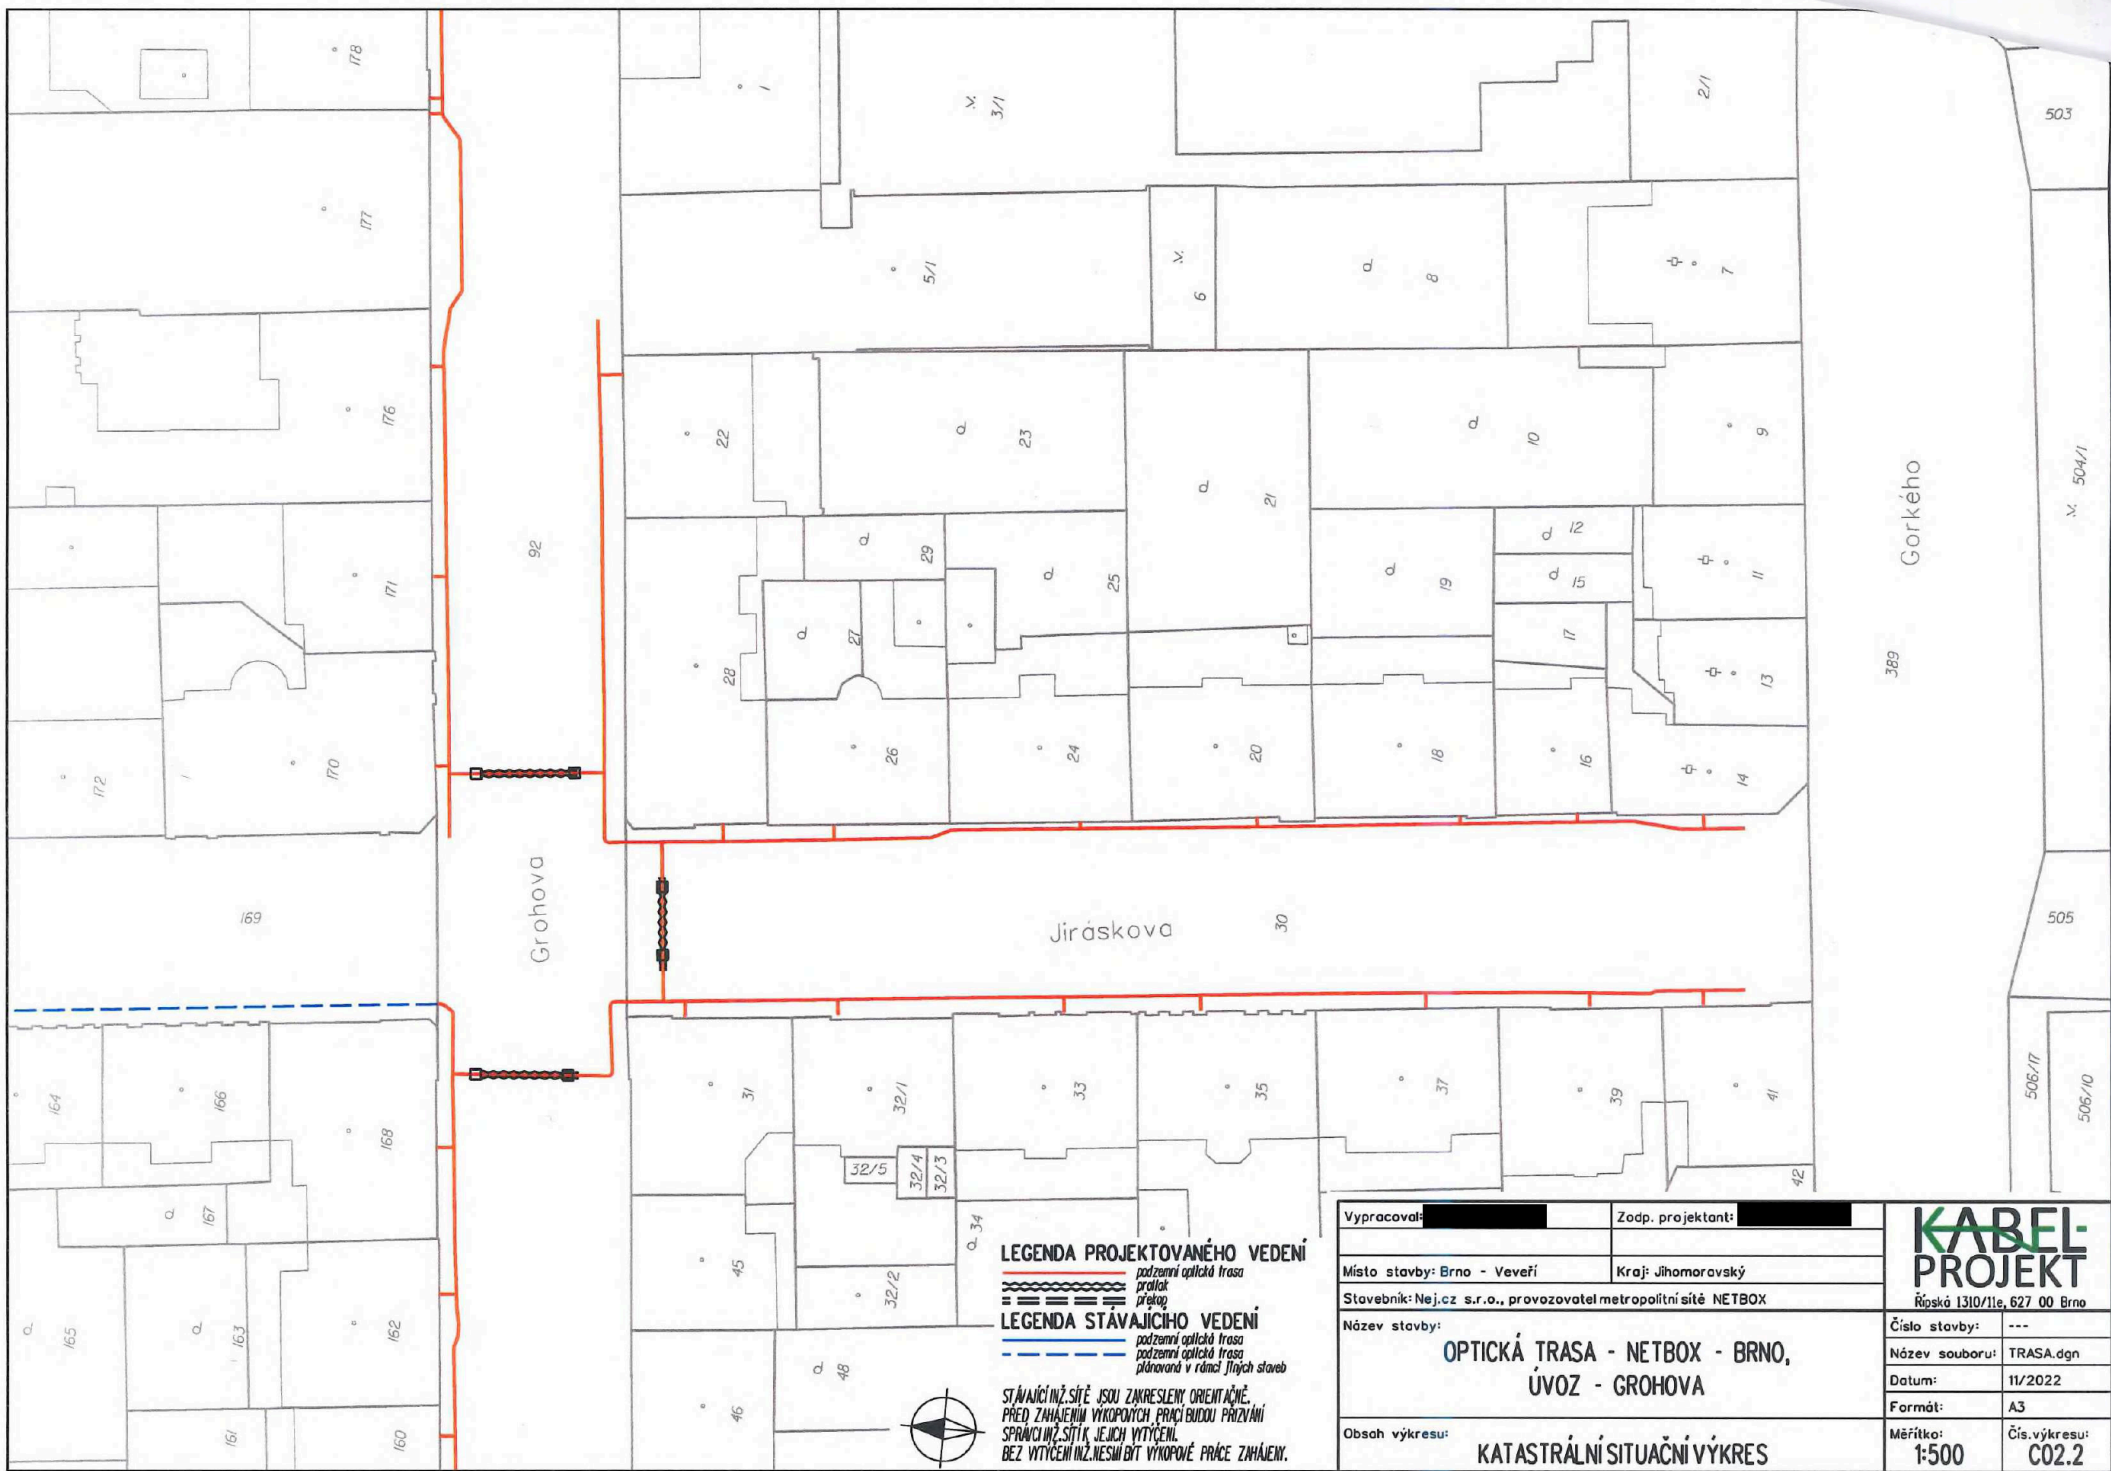 178
177
176
171
170
172
169
164
166
168
167
165
163
162
161
160
92
Grohova
1
3/1
2/1
5/1
6
8
7
22
23
21
10
9
29
25
27
28
19
12
15
17
11
13
26
24
20
18
16
14
Jiráskova
30
Gorkého
389
503
504/1
505
506/17
506/10
31
32/1
32/5
32/4
32/3
33
34
35
37
39
41
42
45
32/2
46
48
LEGENDA PROJEKTOVANÉHO VEDENÍ
podzemní optická trasa
protlak
překop
LEGENDA STÁVAJÍCÍHO VEDENÍ
podzemní optická trasa
podzemní optická trasa
plánovaná v rámci jiných staveb
STÁVAJÍCÍ INŽ.SÍTĚ JSOU ZAKRESLENY ORIENTAČNĚ.
PŘED ZAHÁJENÍM VÝKOPOVÝCH PRACÍ BUDOU PŘIZVÁNI
SPRÁVCI INŽ.SÍTÍ K JEJICH VYTÝČENÍ.
BEZ VYTÝČENÍ INŽ.NESMÍ BÝT VÝKOPOVÉ PRÁCE ZAHÁJENY.
Vypracoval:
Zodp. projektant:
Místo stavby: Brno - Veveří
Kraj: Jihomoravský
Stavebník: Nej.cz s.r.o., provozovatel metropolitní sítě NETBOX
Název stavby:
OPTICKÁ TRASA - NETBOX - BRNO,
ÚVOZ - GROHOVA
Obsah výkresu:
KATASTRÁLNÍ SITUAČNÍ VÝKRES
KABEL-
PROJEKT
Řípská 1310/11e, 627 00 Brno
Číslo stavby: ---
Název souboru: TRASA.dgn
Datum: 11/2022
Formát: A3
Měřítko:
1:500
Čís.výkresu:
C02.2